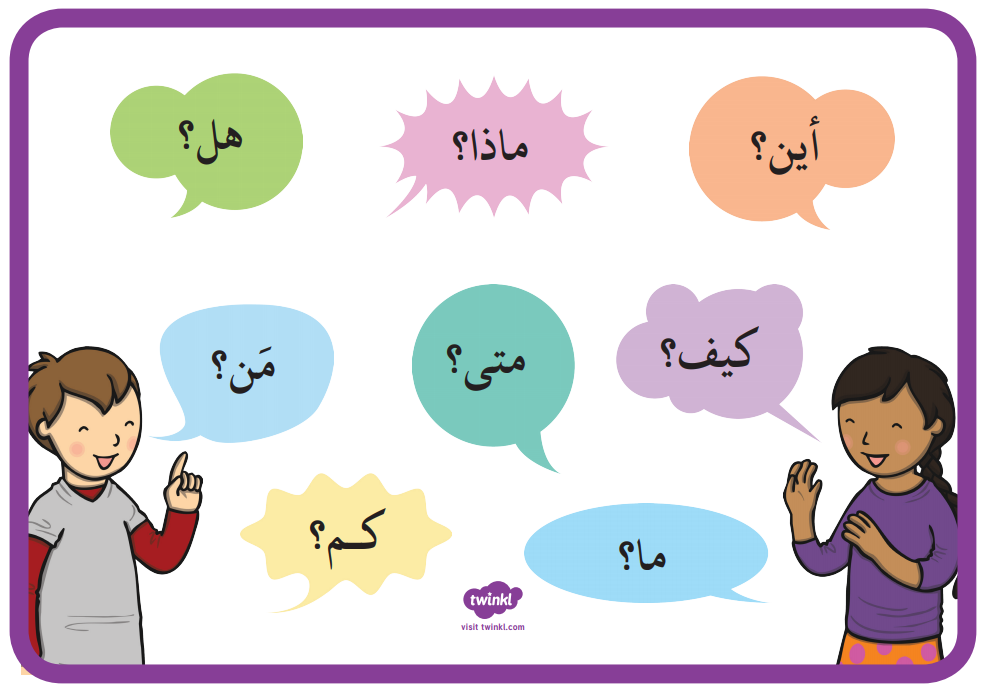 أين؟
ماذا؟
هل؟
كيف؟
متى؟
مَن؟
ما؟
كم؟
twinkl
visit twinkl.com